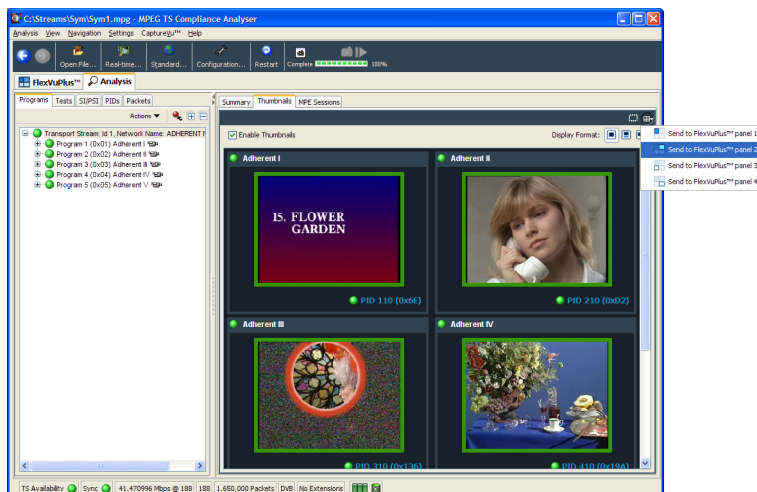 C:\Streams\Sym\Sym1.mpg - MPEG TS Compliance Analyser
Analysis View Navigation Settings CaptureVu™ Help
Open File... Real-time... Standard... Configuration... Restart Complete 100%
FlexVuPlus™ Analysis
Programs Tests SI/PSI PIDs Packets
Actions
Transport Stream: Id 1, Network Name: ADHERENT
Program 1 (0x01) Adherent I
Program 2 (0x02) Adherent II
Program 3 (0x03) Adherent III
Program 4 (0x04) Adherent IV
Program 5 (0x05) Adherent V
Summary Thumbnails MPE Sessions
Enable Thumbnails
Display Format:
Send to FlexVuPlus™ panel 1
Send to FlexVuPlus™ panel 2
Send to FlexVuPlus™ panel 3
Send to FlexVuPlus™ panel 4
Adherent I
15. FLOWER
GARDEN
PID 110 (0x6E)
Adherent II
PID 210 (0xD2)
Adherent III
PID 310 (0x136)
Adherent IV
PID 410 (0x19A)
TS Availability Sync 41.470996 Mbps @ 188 188 1,650,000 Packets DVB No Extensions